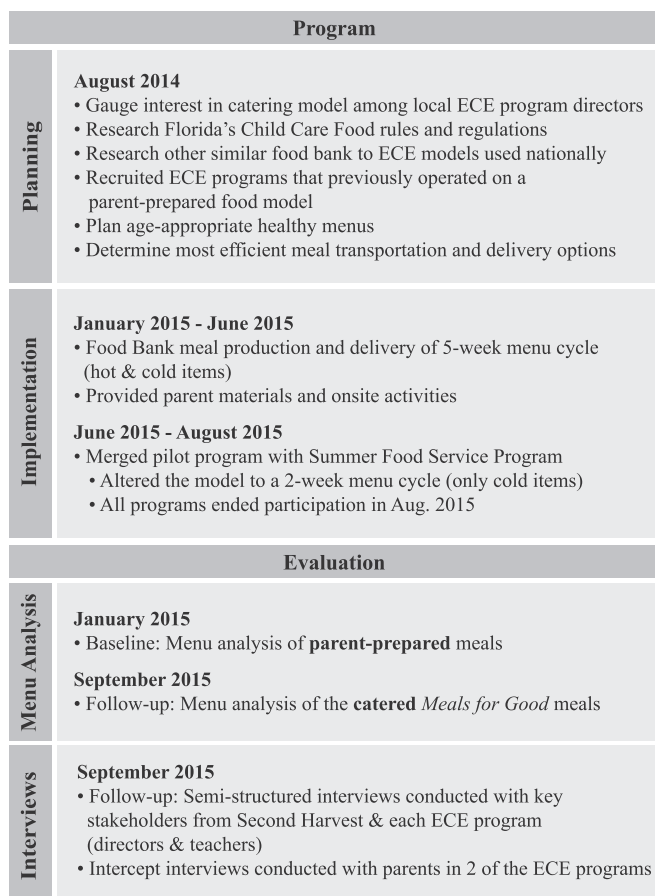 Program
Planning
August 2014
• Gauge interest in catering model among local ECE program directors
• Research Florida's Child Care Food rules and regulations
• Research other similar food bank to ECE models used nationally
• Recruited ECE programs that previously operated on a
parent-prepared food model
• Plan age-appropriate healthy menus
• Determine most efficient meal transportation and delivery options
Implementation
January 2015 - June 2015
• Food Bank meal production and delivery of 5-week menu cycle
(hot & cold items)
• Provided parent materials and onsite activities
June 2015 - August 2015
• Merged pilot program with Summer Food Service Program
• Altered the model to a 2-week menu cycle (only cold items)
• All programs ended participation in Aug. 2015
Evaluation
Menu Analysis
January 2015
• Baseline: Menu analysis of parent-prepared meals
September 2015
• Follow-up: Menu analysis of the catered Meals for Good meals
Interviews
September 2015
• Follow-up: Semi-structured interviews conducted with key
stakeholders from Second Harvest & each ECE program
(directors & teachers)
• Intercept interviews conducted with parents in 2 of the ECE programs